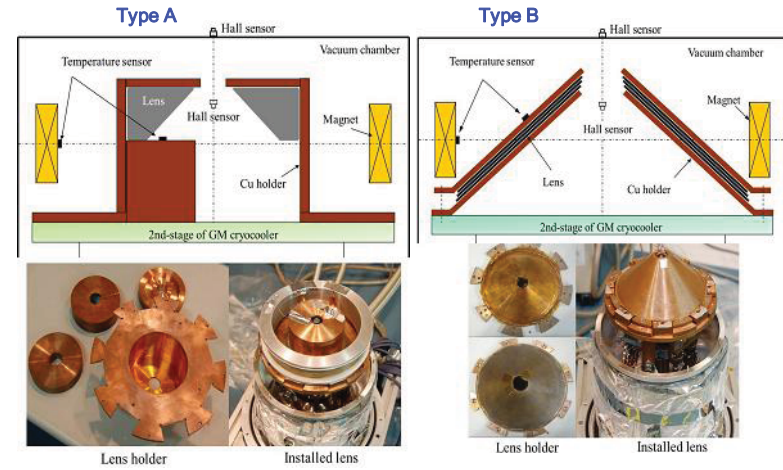 Type A
Hall sensor
Vacuum chamber
Temperature sensor
Lens
Hall sensor
Magnet
Cu holder
2nd-stage of GM cryocooler
Lens holder
Installed lens
Type B
Hall sensor
Vacuum chamber
Temperature sensor
Magnet
Hall sensor
Lens
Cu holder
2nd-stage of GM cryocooler
Lens holder
Installed lens